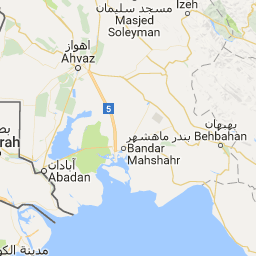 مسجد سلیمان
Masjed
Soleyman
Izeh
اهواز
Ahvaz
5
بهبهان
Behbahan
بندر ماهشهر
Bandar
Mahshahr
آبادان
Abadan
rah
مدينة الكو